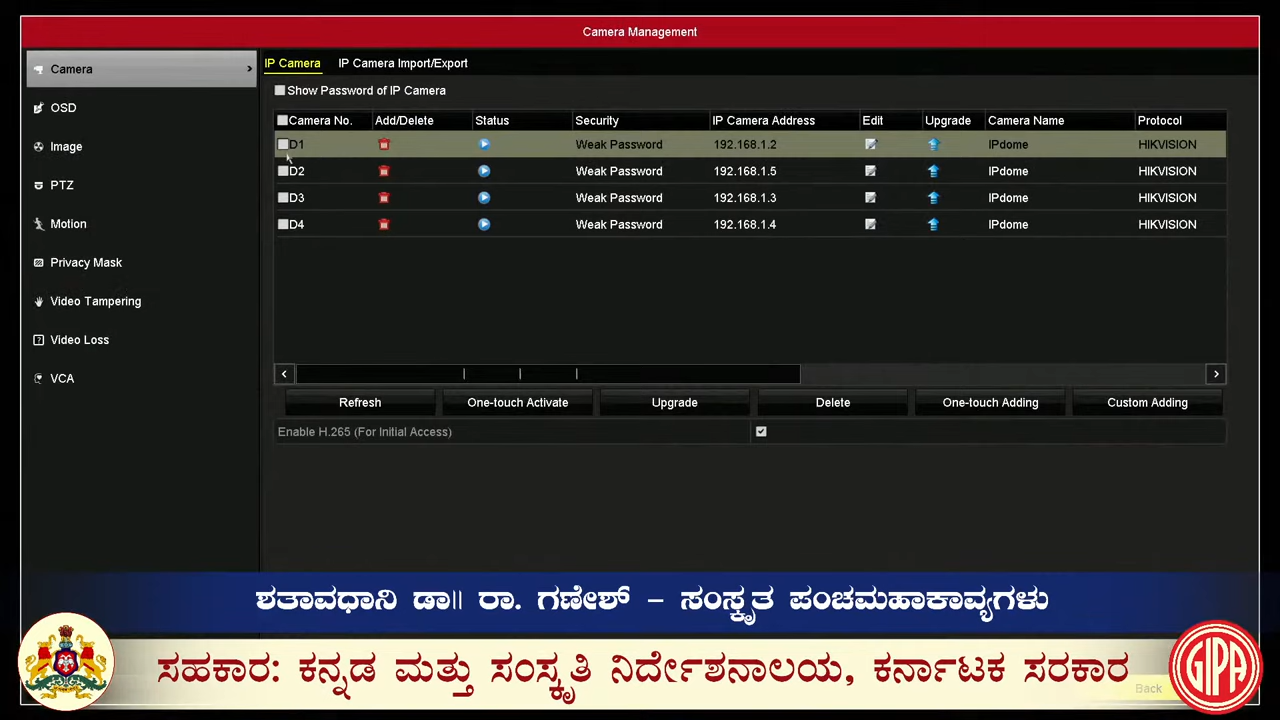 Camera Management
Camera
OSD
Image
PTZ
Motion
Privacy Mask
Video Tampering
Video Loss
VCA
IP Camera IP Camera Import/Export
Show Password of IP Camera
Camera No. Add/Delete Status Security IP Camera Address Edit Upgrade Camera Name Protocol
D1 Weak Password 192.168.1.2 IPdome HIKVISION
D2 Weak Password 192.168.1.5 IPdome HIKVISION
D3 Weak Password 192.168.1.3 IPdome HIKVISION
D4 Weak Password 192.168.1.4 IPdome HIKVISION
Refresh One-touch Activate Upgrade Delete One-touch Adding Custom Adding
Enable H.265 (For Initial Access)
ಶತಾವಧಾನಿ ಡಾ॥ ರಾ. ಗಣೇಶ್ – ಸಂಸ್ಕೃತ ಪಂಚಮಹಾಕಾವ್ಯಗಳು
ಸಹಕಾರ: ಕನ್ನಡ ಮತ್ತು ಸಂಸ್ಕೃತಿ ನಿರ್ದೇಶನಾಲಯ, ಕರ್ನಾಟಕ ಸರಕಾರ
Back
GIPA